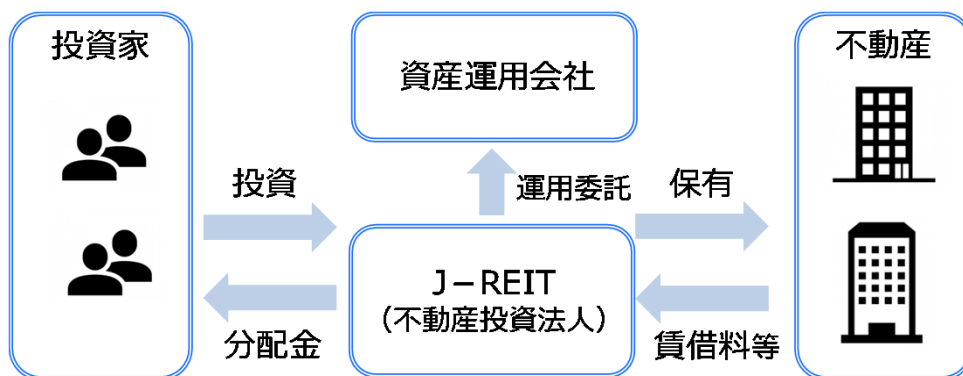 投資家
資産運用会社
不動産
投資
運用委託
保有
J－REIT
（不動産投資法人）
分配金
賃借料等